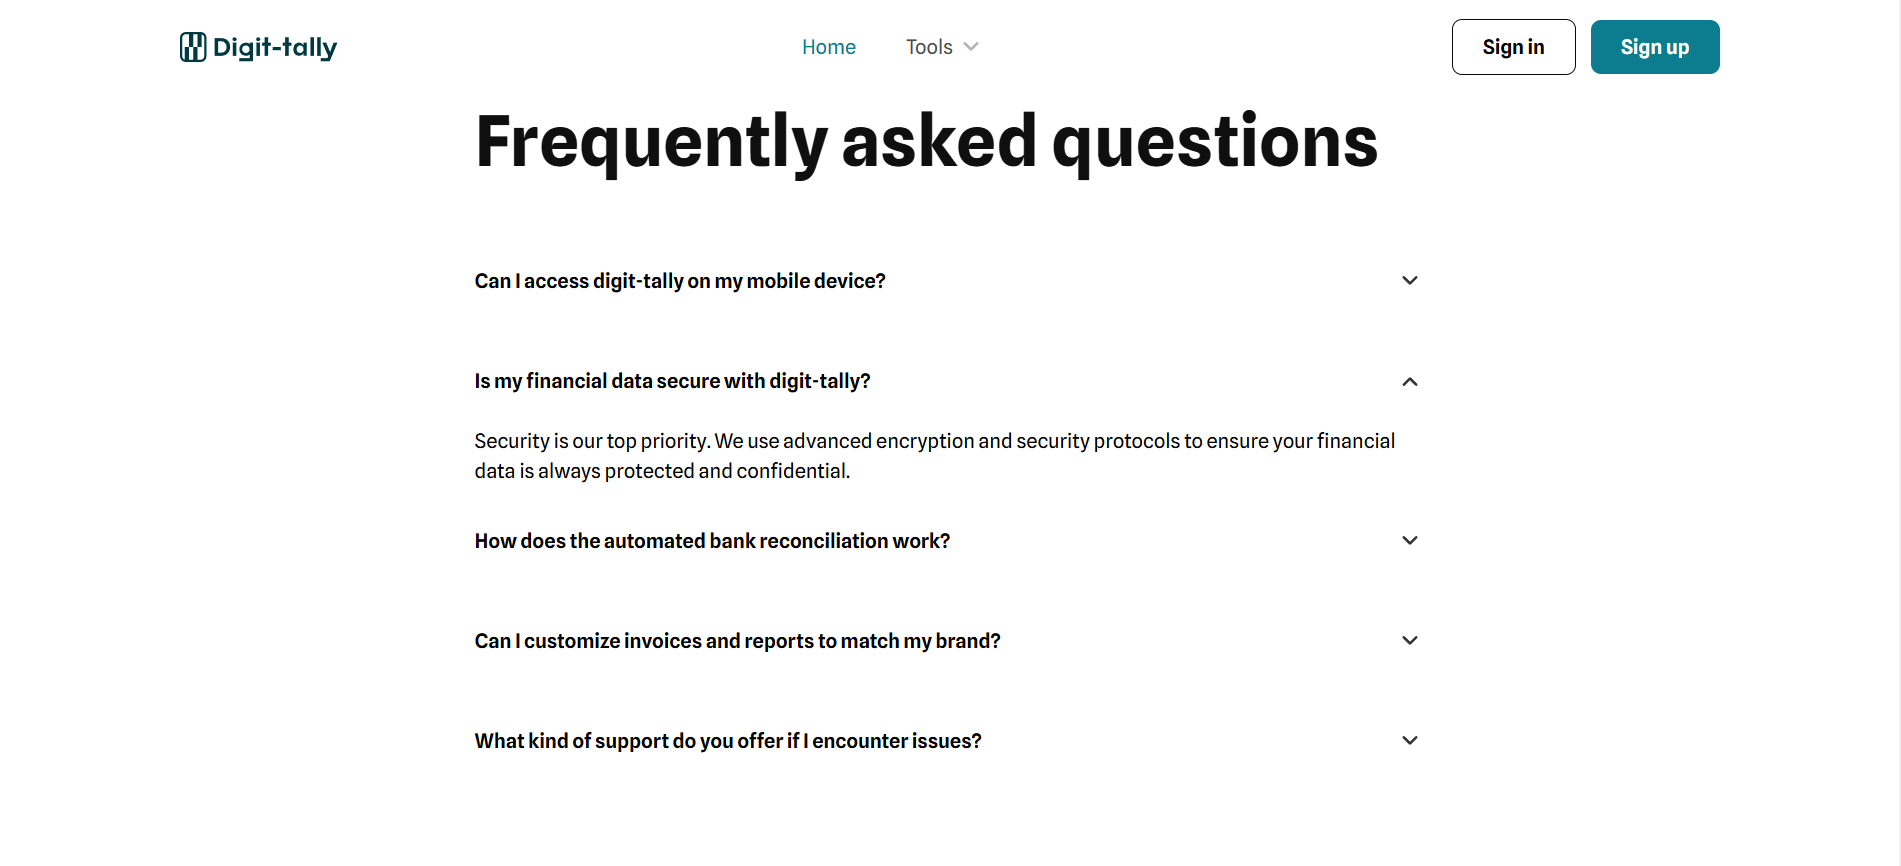 Digit-tally
Home
Tools
Sign in
Sign up
Frequently asked questions
Can I access digit-tally on my mobile device?
Is my financial data secure with digit-tally?
Security is our top priority. We use advanced encryption and security protocols to ensure your financial
data is always protected and confidential.
How does the automated bank reconciliation work?
Can I customize invoices and reports to match my brand?
What kind of support do you offer if I encounter issues?